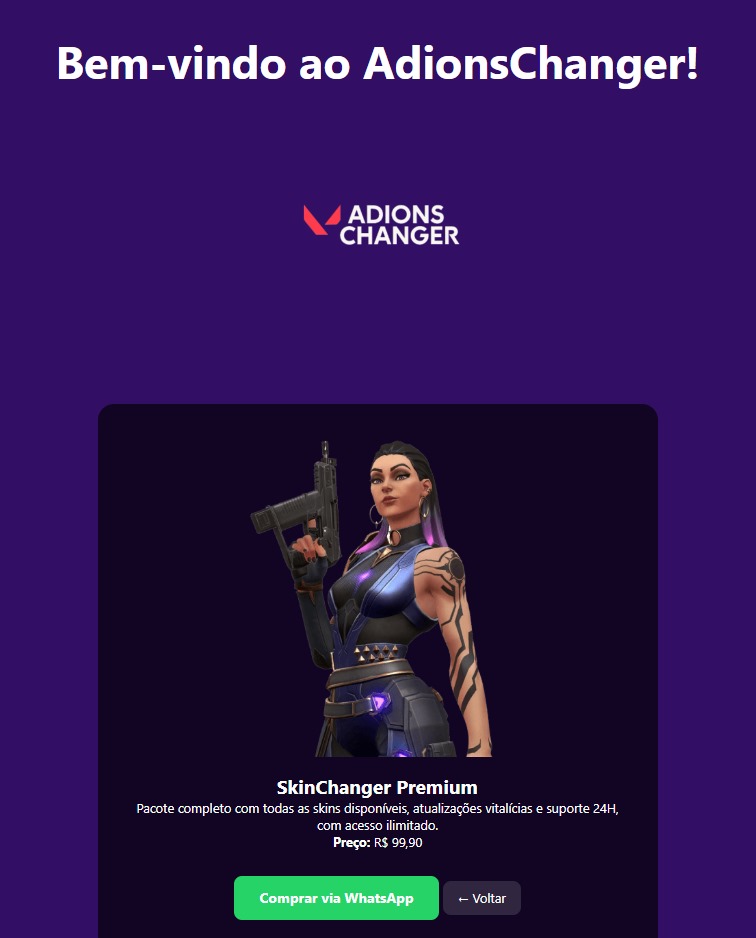 Bem-vindo ao AdionsChanger!
ADIONS
CHANGER
SkinChanger Premium
Pacote completo com todas as skins disponíveis, atualizações vitalícias e suporte 24H,
com acesso ilimitado.
Preço: R$ 99,90
Comprar via WhatsApp
← Voltar